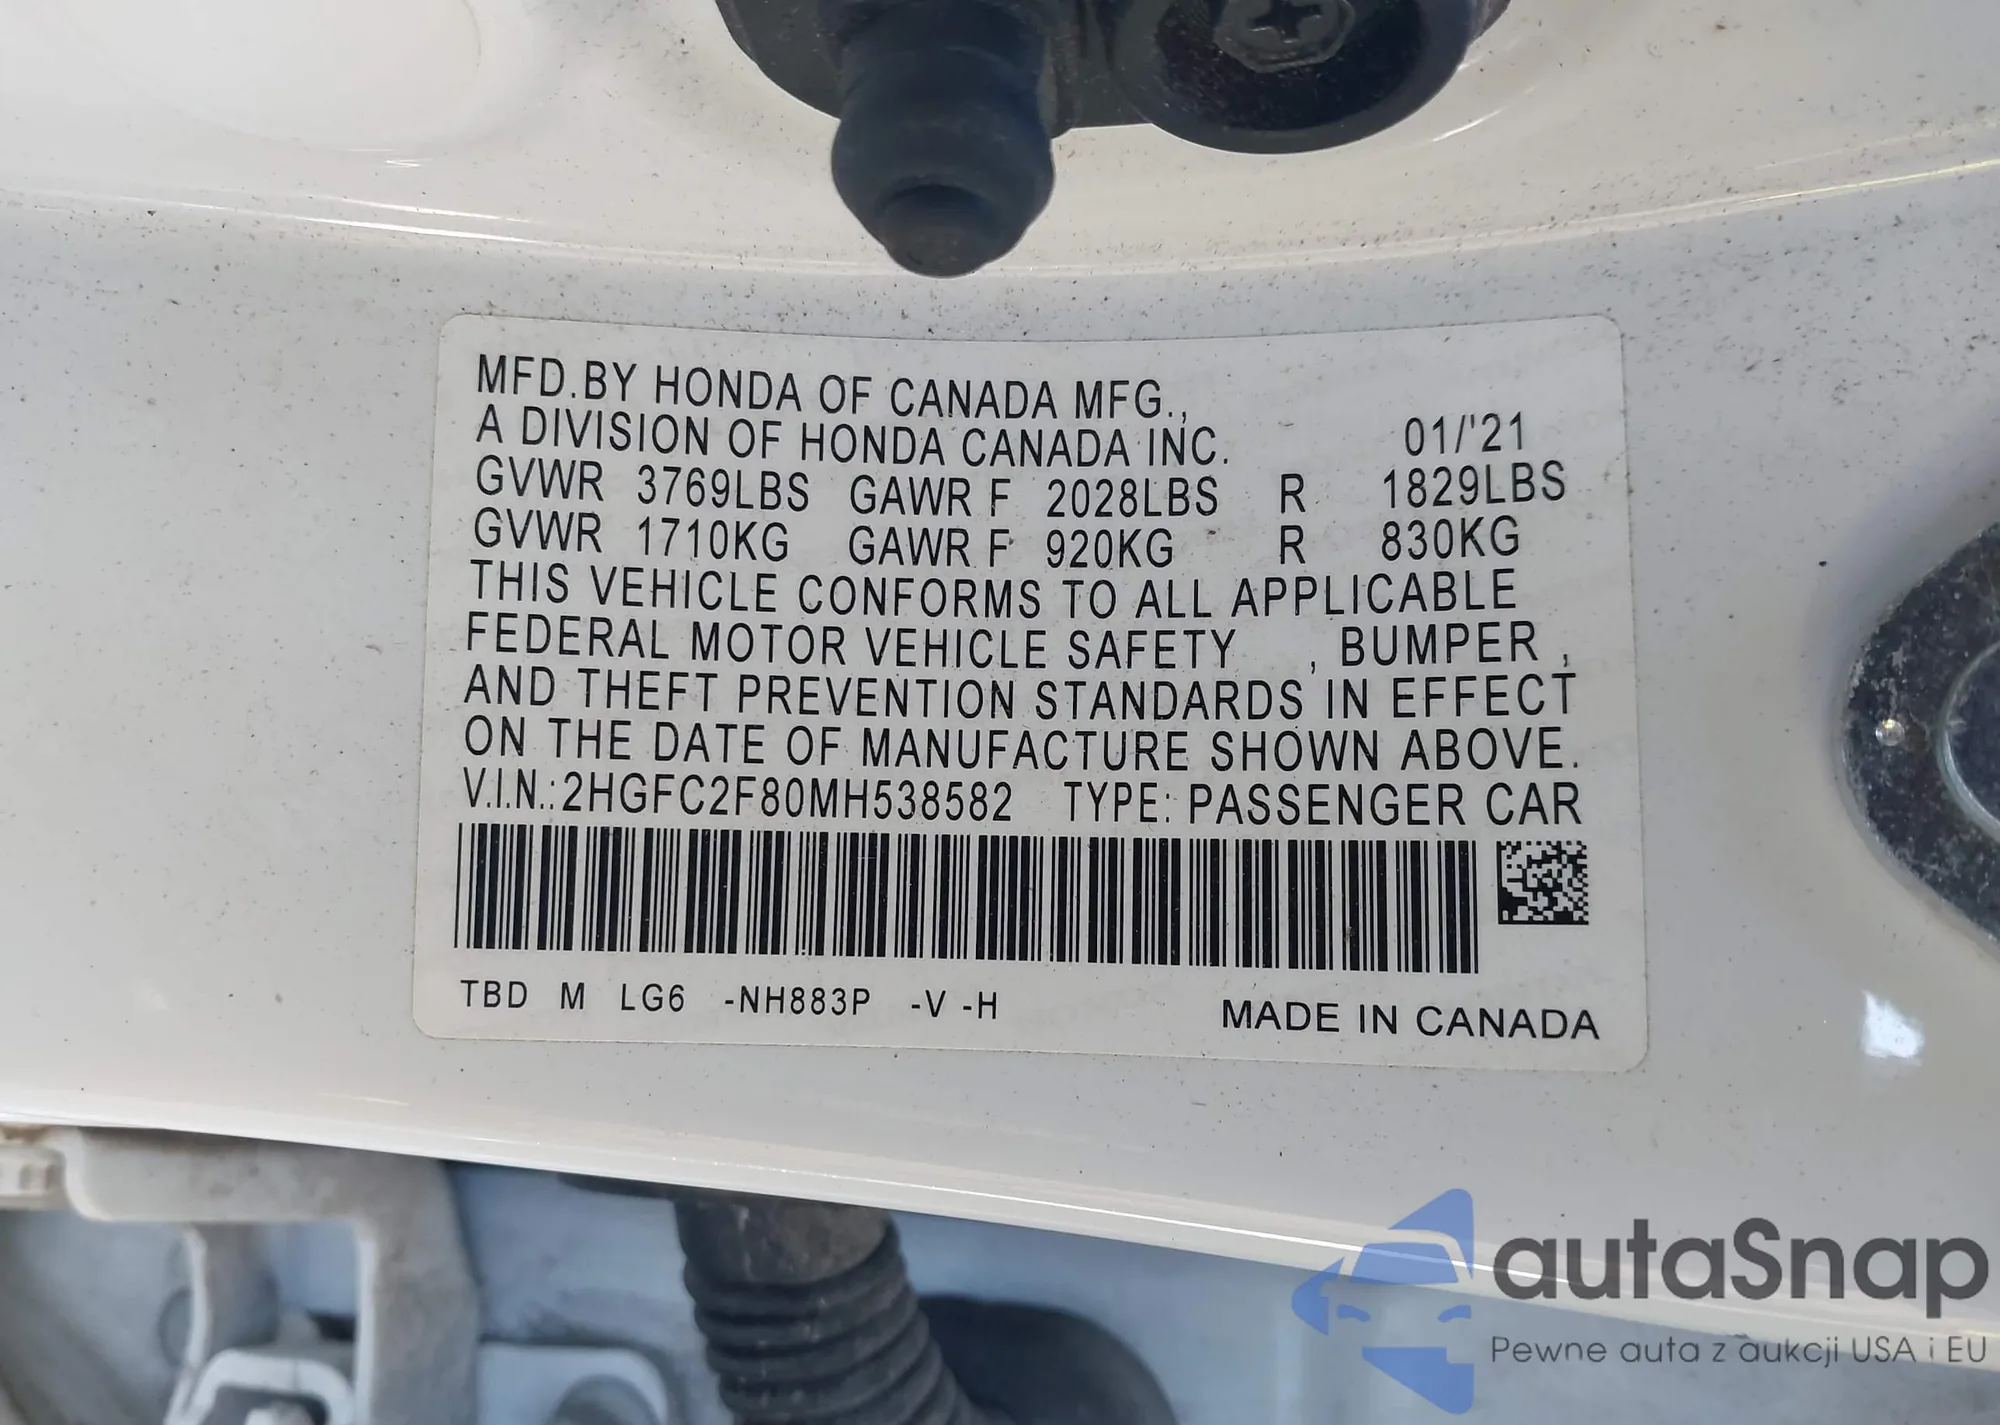 MFD.BY HONDA OF CANADA MFG.,
A DIVISION OF HONDA CANADA INC. 01/'21
GVWR 3769LBS GAWR F 2028LBS R 1829LBS
GVWR 1710KG GAWR F 920KG R 830KG
THIS VEHICLE CONFORMS TO ALL APPLICABLE
FEDERAL MOTOR VEHICLE SAFETY , BUMPER ,
AND THEFT PREVENTION STANDARDS IN EFFECT
ON THE DATE OF MANUFACTURE SHOWN ABOVE.
V.I.N.:2HGFC2F80MH538582 TYPE: PASSENGER CAR
TBD M LG6 -NH883P -V -H MADE IN CANADA
autaSnap
Pewne auta z aukcji USA i EU